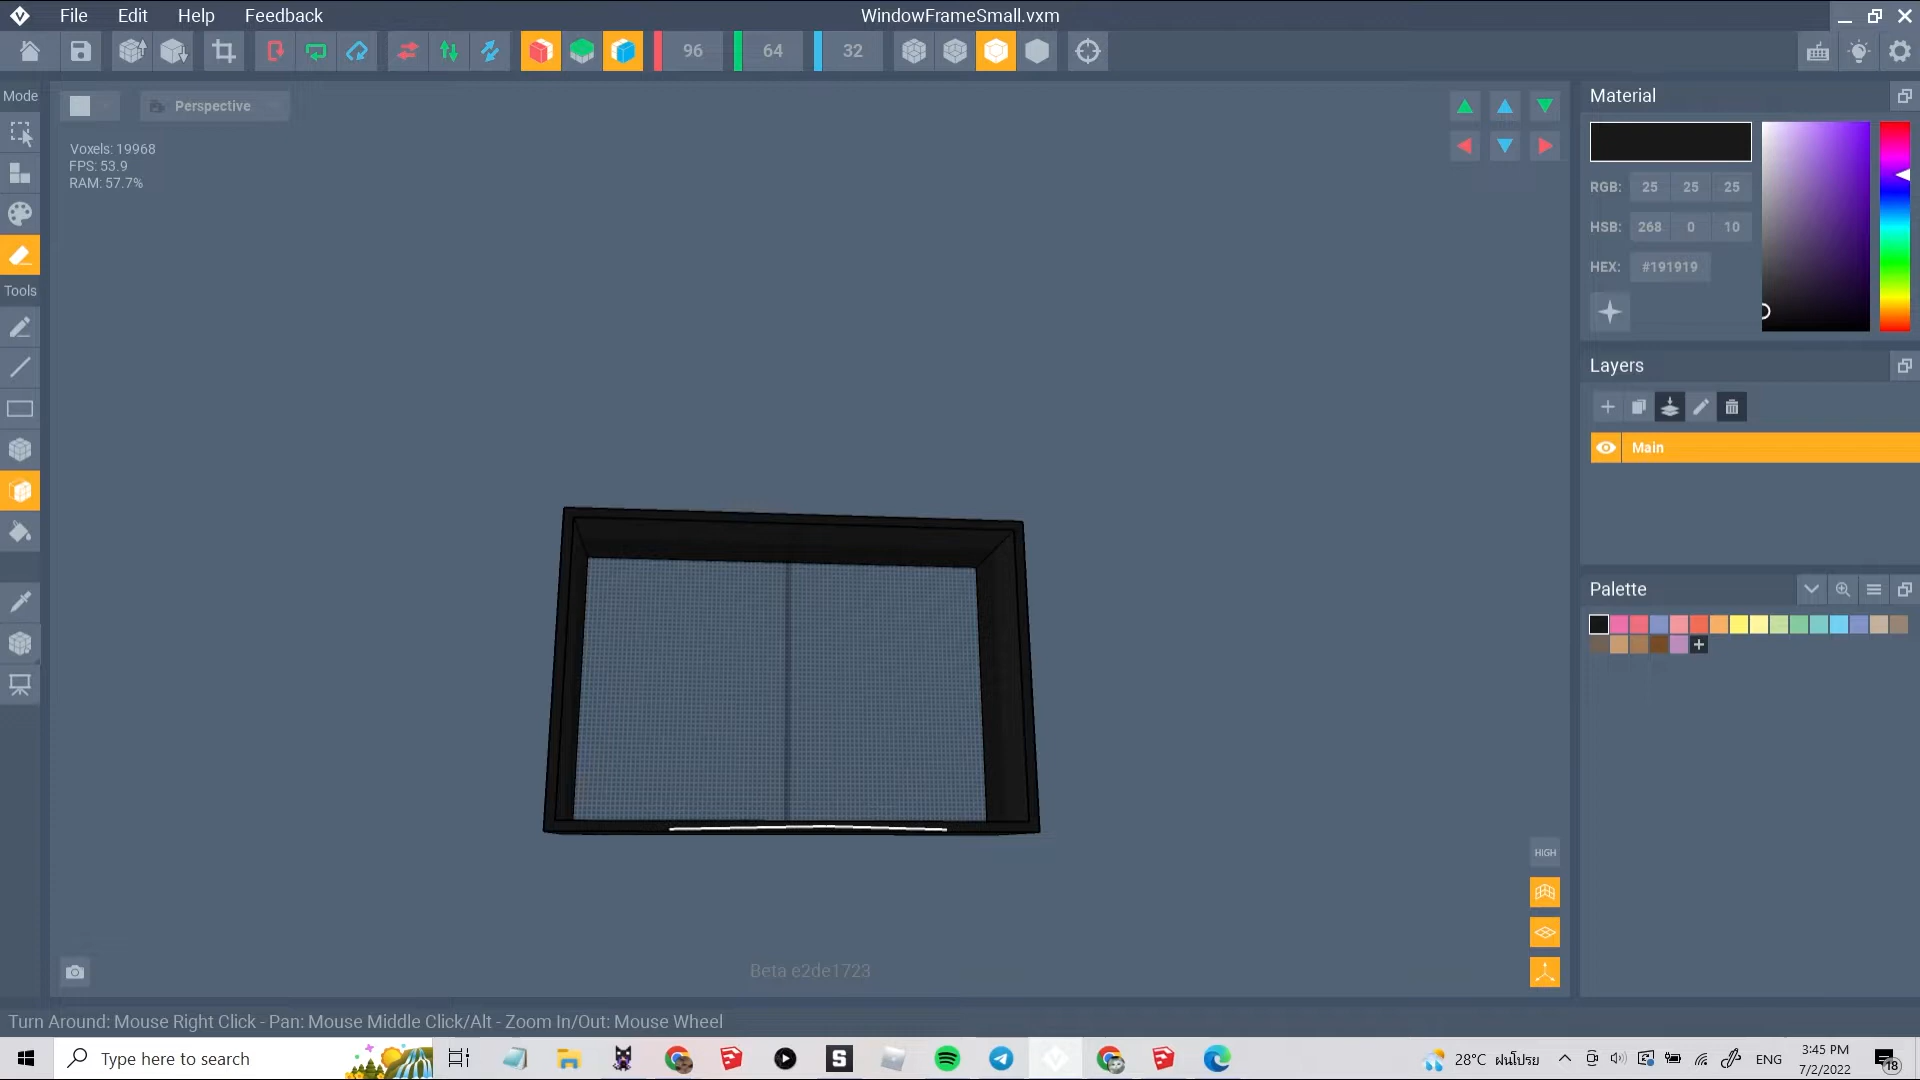 File Edit Help Feedback WindowFrameSmall.vxm
96 64 32
Mode
Perspective
Material
Voxels: 19968
FPS: 53.9
RAM: 57.7%
RGB: 25 25 25
HSB: 268 0 10
HEX: #191919
Tools
Layers
Main
Palette
HIGH
Beta e2de1723
Turn Around: Mouse Right Click - Pan: Mouse Middle Click/Alt - Zoom In/Out: Mouse Wheel
Type here to search
S
28°C ฝนโปรย
ENG
3:45 PM
7/2/2022
18